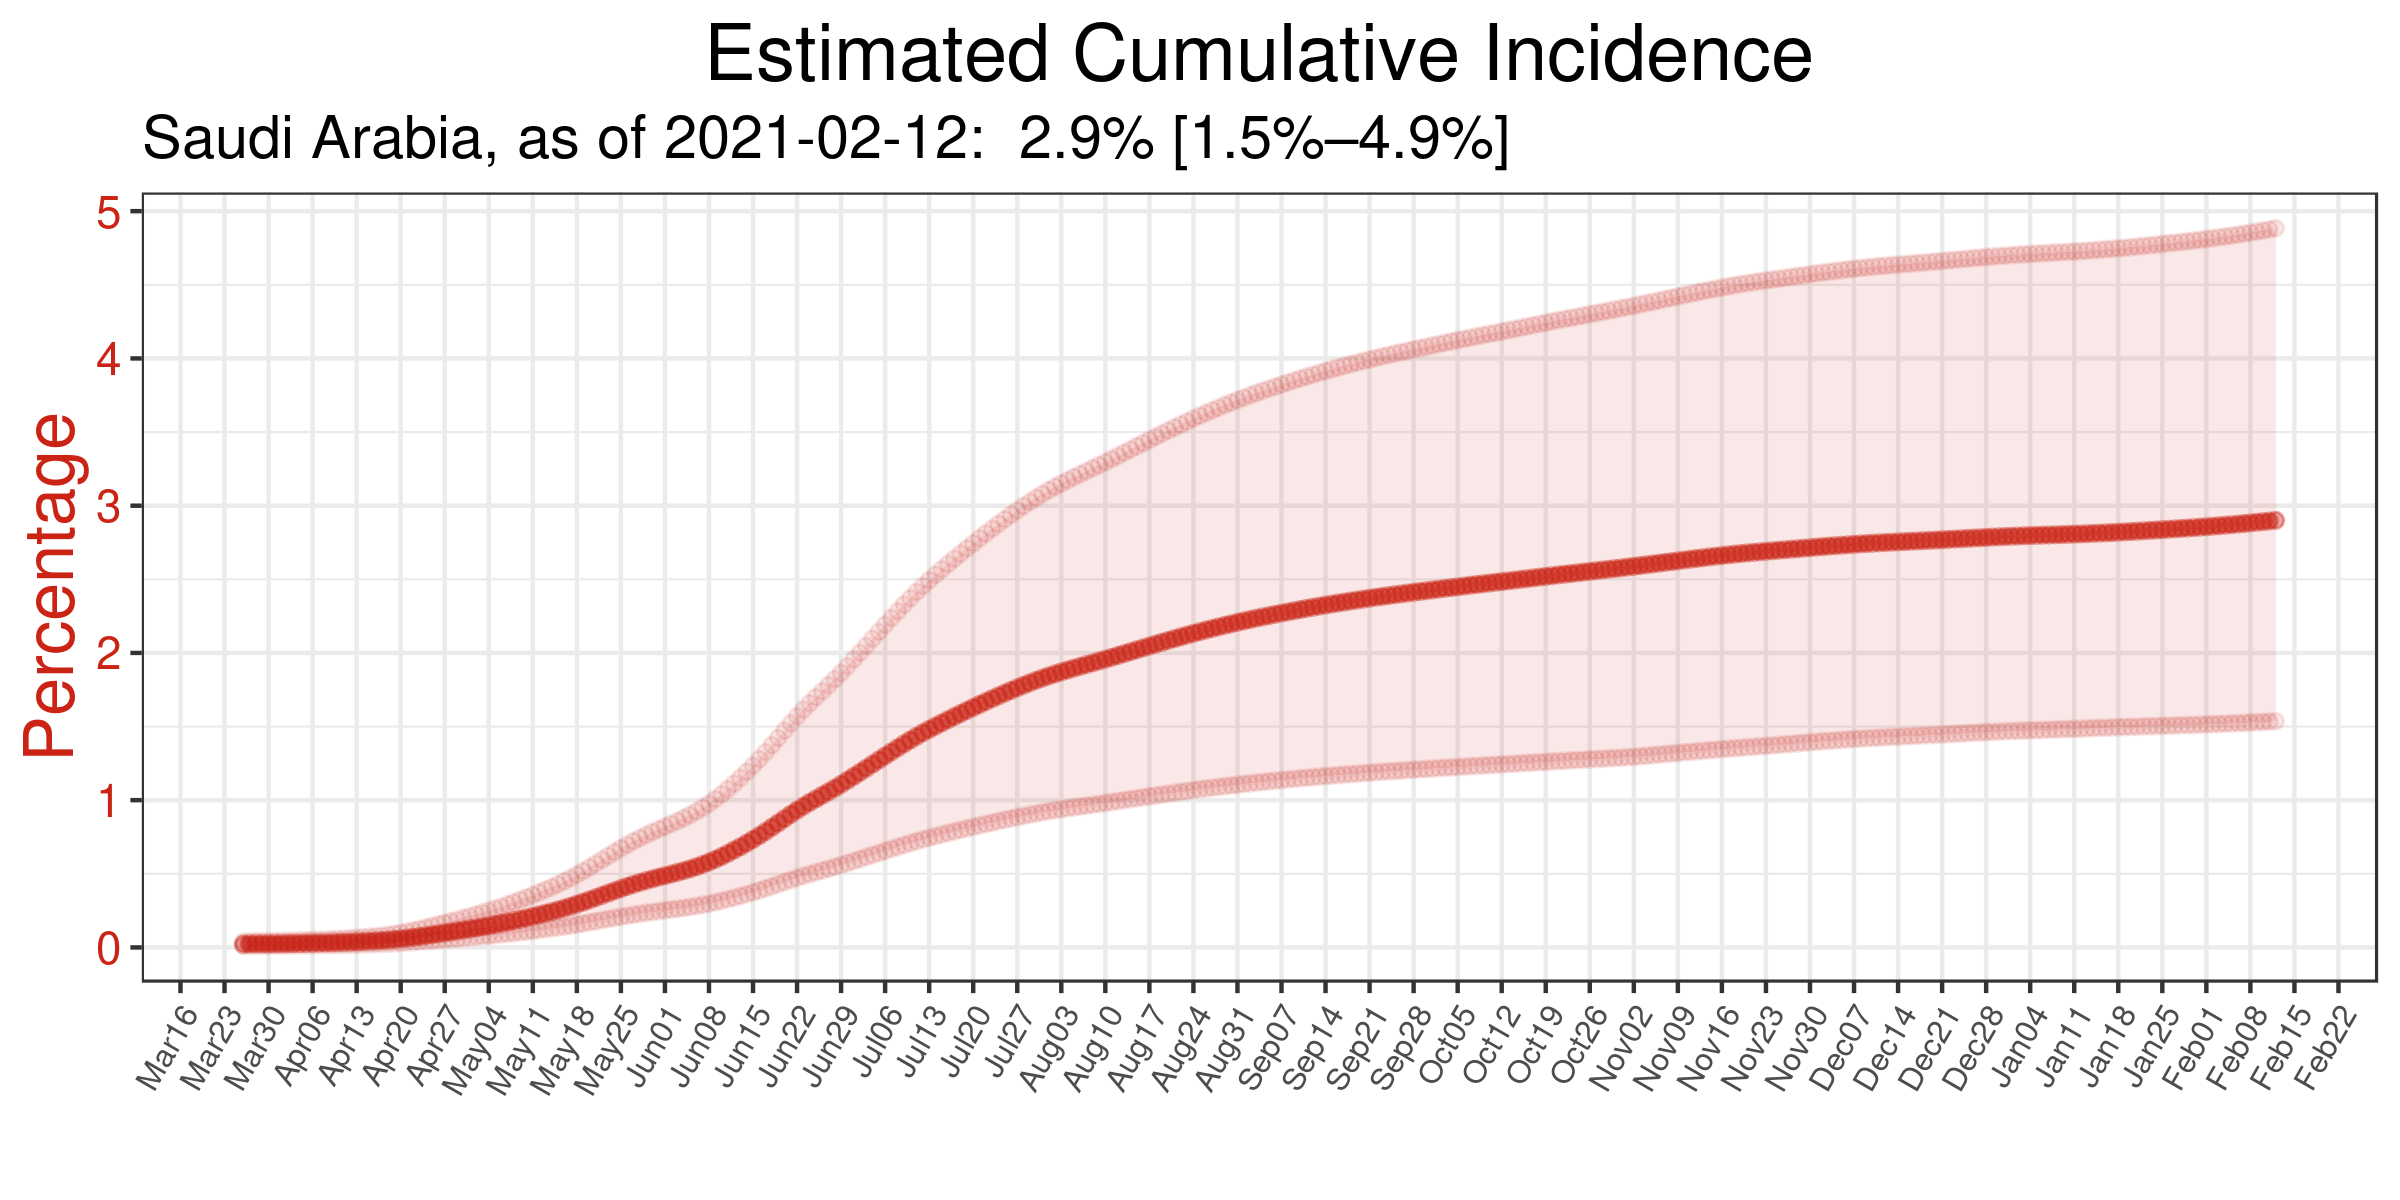 Estimated Cumulative Incidence
Saudi Arabia, as of 2021-02-12:  2.9% [1.5%–4.9%]
Percentage
5
4
3
2
1
0
Mar16
Mar23
Mar30
Apr06
Apr13
Apr20
Apr27
May04
May11
May18
May25
Jun01
Jun08
Jun15
Jun22
Jun29
Jul06
Jul13
Jul20
Jul27
Aug03
Aug10
Aug17
Aug24
Aug31
Sep07
Sep14
Sep21
Sep28
Oct05
Oct12
Oct19
Oct26
Nov02
Nov09
Nov16
Nov23
Nov30
Dec07
Dec14
Dec21
Dec28
Jan04
Jan11
Jan18
Jan25
Feb01
Feb08
Feb15
Feb22